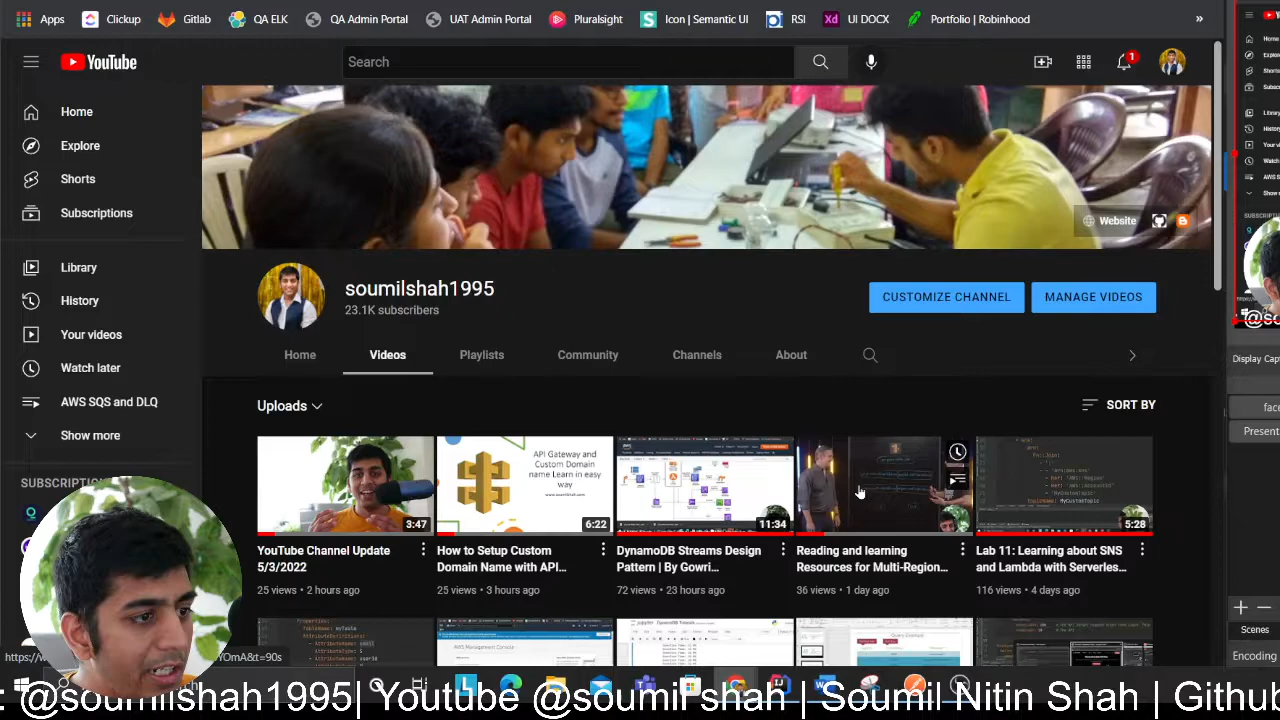 Apps
Clickup
Gitlab
QA ELK
QA Admin Portal
UAT Admin Portal
Pluralsight
Icon | Semantic UI
RSI
XDOCK
Portfolio | Robinhood
»
YouTube
Search
1
Home
Explore
Shorts
Subscriptions
Library
History
Your videos
Watch later
AWS SQS and DLQ
Show more
Website
soumilshah1995
23.1K subscribers
CUSTOMIZE CHANNEL
MANAGE VIDEOS
Home
Videos
Playlists
Community
Channels
About
Uploads
SORT BY
3:47
API Gateway and
Custom Domain
name Learn in easy
way
6:22
11:34
5:28
YouTube Channel Update
5/3/2022
25 views • 2 hours ago
How to Setup Custom
Domain Name with API...
25 views • 3 hours ago
DynamoDB Streams Design
Pattern | By Gowri...
72 views • 23 hours ago
Reading and learning
Resources for Multi-Region...
36 views • 1 day ago
Lab 11: Learning about SNS
and Lambda with Serverless...
116 views • 4 days ago
Display Capt
face
Present
Scenes
Encoding
@soumilshah1995| Youtube @soumil shah | Soumil Nitin Shah | Github